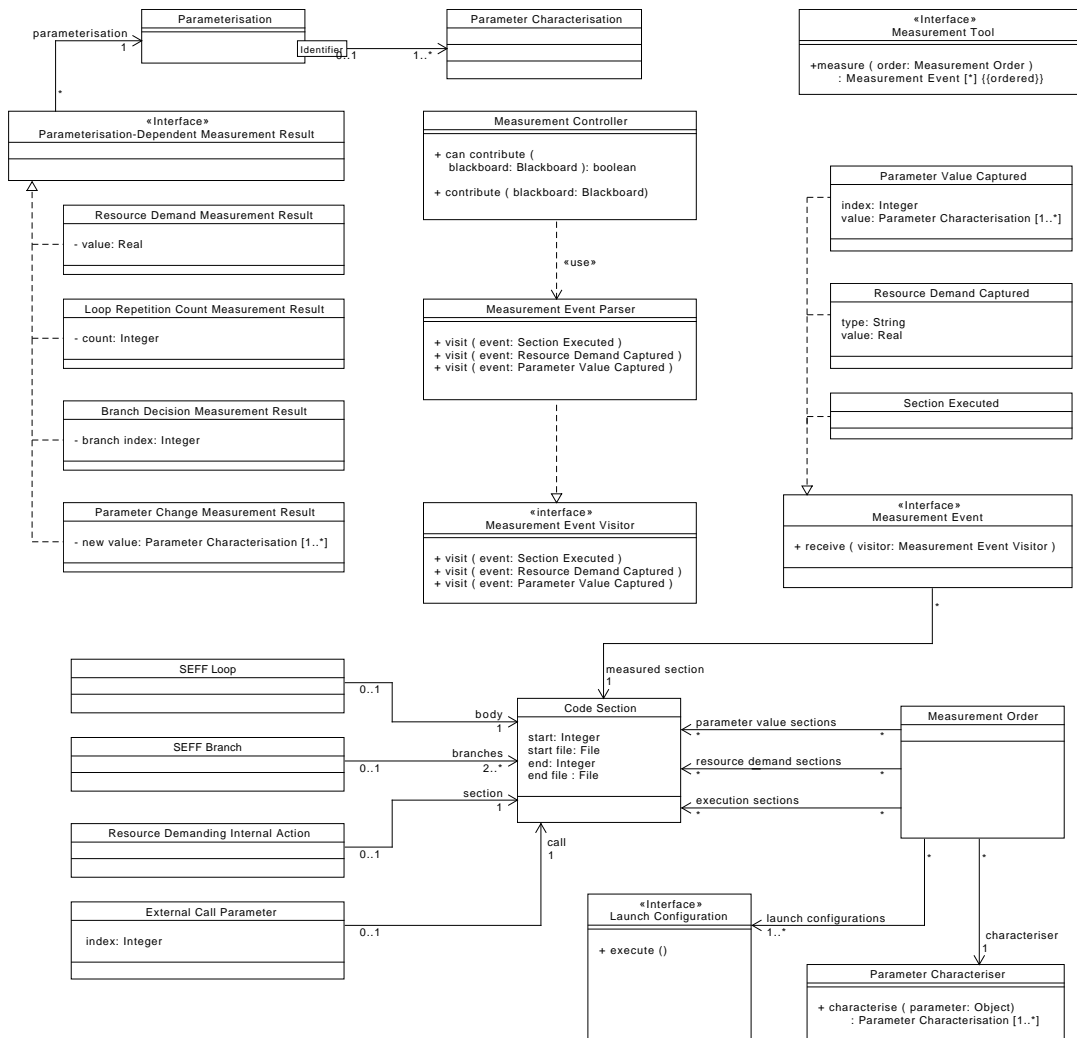 Parameterisation
parameterisation
1
Identifier
0..1
1..*
Parameter Characterisation
«Interface»
Measurement Tool
+measure ( order: Measurement Order )
: Measurement Event [*] {{ordered}}
*
«Interface»
Parameterisation-Dependent Measurement Result
Measurement Controller
+ can contribute (
blackboard: Blackboard ): boolean
+ contribute ( blackboard: Blackboard)
«use»
Parameter Value Captured
index: Integer
value: Parameter Characterisation [1..*]
Resource Demand Measurement Result
- value: Real
Loop Repetition Count Measurement Result
- count: Integer
Branch Decision Measurement Result
- branch index: Integer
Parameter Change Measurement Result
- new value: Parameter Characterisation [1..*]
Measurement Event Parser
+ visit ( event: Section Executed )
+ visit ( event: Resource Demand Captured )
+ visit ( event: Parameter Value Captured )
Resource Demand Captured
type: String
value: Real
Section Executed
«interface»
Measurement Event Visitor
+ visit ( event: Section Executed )
+ visit ( event: Resource Demand Captured )
+ visit ( event: Parameter Value Captured )
«Interface»
Measurement Event
+ receive ( visitor: Measurement Event Visitor )
*
measured section
1
SEFF Loop
0..1
body
1
SEFF Branch
0..1
branches
2..*
Resource Demanding Internal Action
0..1
section
1
External Call Parameter
index: Integer
0..1
call
1
Code Section
start: Integer
start file: File
end: Integer
end file : File
parameter value sections
*
*
resource demand sections
*
*
execution sections
*
*
Measurement Order
*
*
«Interface»
Launch Configuration
+ execute ()
launch configurations
1..*
characteriser
1
Parameter Characteriser
+ characterise ( parameter: Object)
: Parameter Characterisation [1..*]